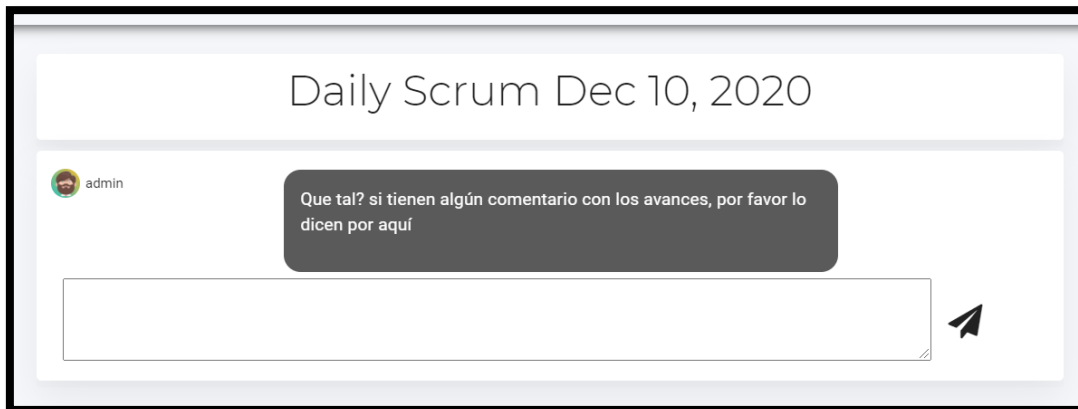 Daily Scrum Dec 10, 2020
admin
Que tal? si tienen algún comentario con los avances, por favor lo
dicen por aquí